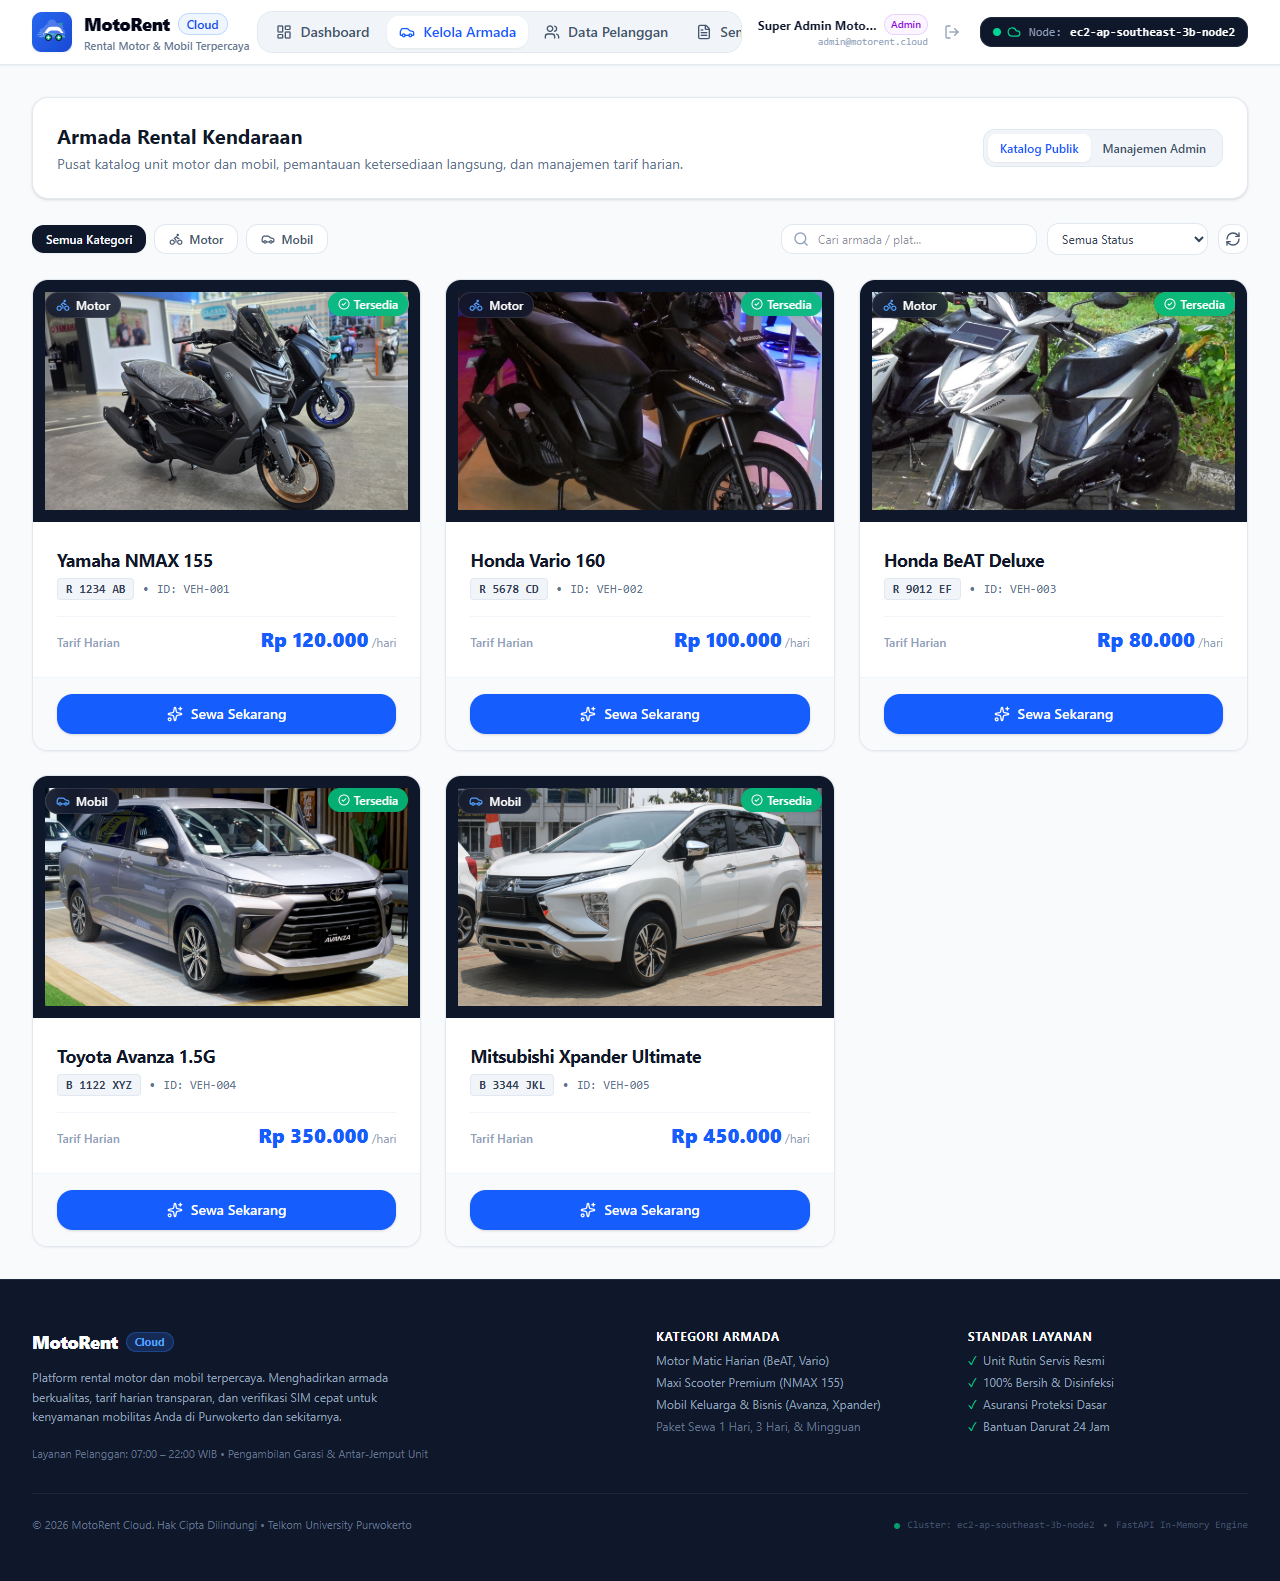 MotoRent Cloud
Rental Motor & Mobil Terpercaya
Dashboard
Kelola Armada
Data Pelanggan
Sen
Super Admin Moto... Admin
admin@motorent.cloud
Node: ec2-ap-southeast-3b-node2
Armada Rental Kendaraan
Pusat katalog unit motor dan mobil, pemantauan ketersediaan langsung, dan manajemen tarif harian.
Katalog Publik
Manajemen Admin
Semua Kategori
Motor
Mobil
Cari armada / plat...
Semua Status
Motor
Tersedia
Yamaha NMAX 155
R 1234 AB • ID: VEH-001
Tarif Harian
Rp 120.000 /hari
Sewa Sekarang
Motor
Tersedia
HONDA
HONDA
Honda Vario 160
R 5678 CD • ID: VEH-002
Tarif Harian
Rp 100.000 /hari
Sewa Sekarang
Motor
Tersedia
HONDA
Honda BeAT Deluxe
R 9012 EF • ID: VEH-003
Tarif Harian
Rp 80.000 /hari
Sewa Sekarang
Mobil
Tersedia
AVANZA
Toyota Avanza 1.5G
B 1122 XYZ • ID: VEH-004
Tarif Harian
Rp 350.000 /hari
Sewa Sekarang
Mobil
Tersedia
Mitsubishi Xpander Ultimate
B 3344 JKL • ID: VEH-005
Tarif Harian
Rp 450.000 /hari
Sewa Sekarang
MotoRent Cloud
Platform rental motor dan mobil terpercaya. Menghadirkan armada
berkualitas, tarif harian transparan, dan verifikasi SIM cepat untuk
kenyamanan mobilitas Anda di Purwokerto dan sekitarnya.
Layanan Pelanggan: 07:00 – 22:00 WIB • Pengambilan Garasi & Antar-Jemput Unit
KATEGORI ARMADA
Motor Matic Harian (BeAT, Vario)
Maxi Scooter Premium (NMAX 155)
Mobil Keluarga & Bisnis (Avanza, Xpander)
Paket Sewa 1 Hari, 3 Hari, & Mingguan
STANDAR LAYANAN
✓ Unit Rutin Servis Resmi
✓ 100% Bersih & Disinfeksi
✓ Asuransi Proteksi Dasar
✓ Bantuan Darurat 24 Jam
© 2026 MotoRent Cloud. Hak Cipta Dilindungi • Telkom University Purwokerto
Cluster: ec2-ap-southeast-3b-node2 • FastAPI In-Memory Engine